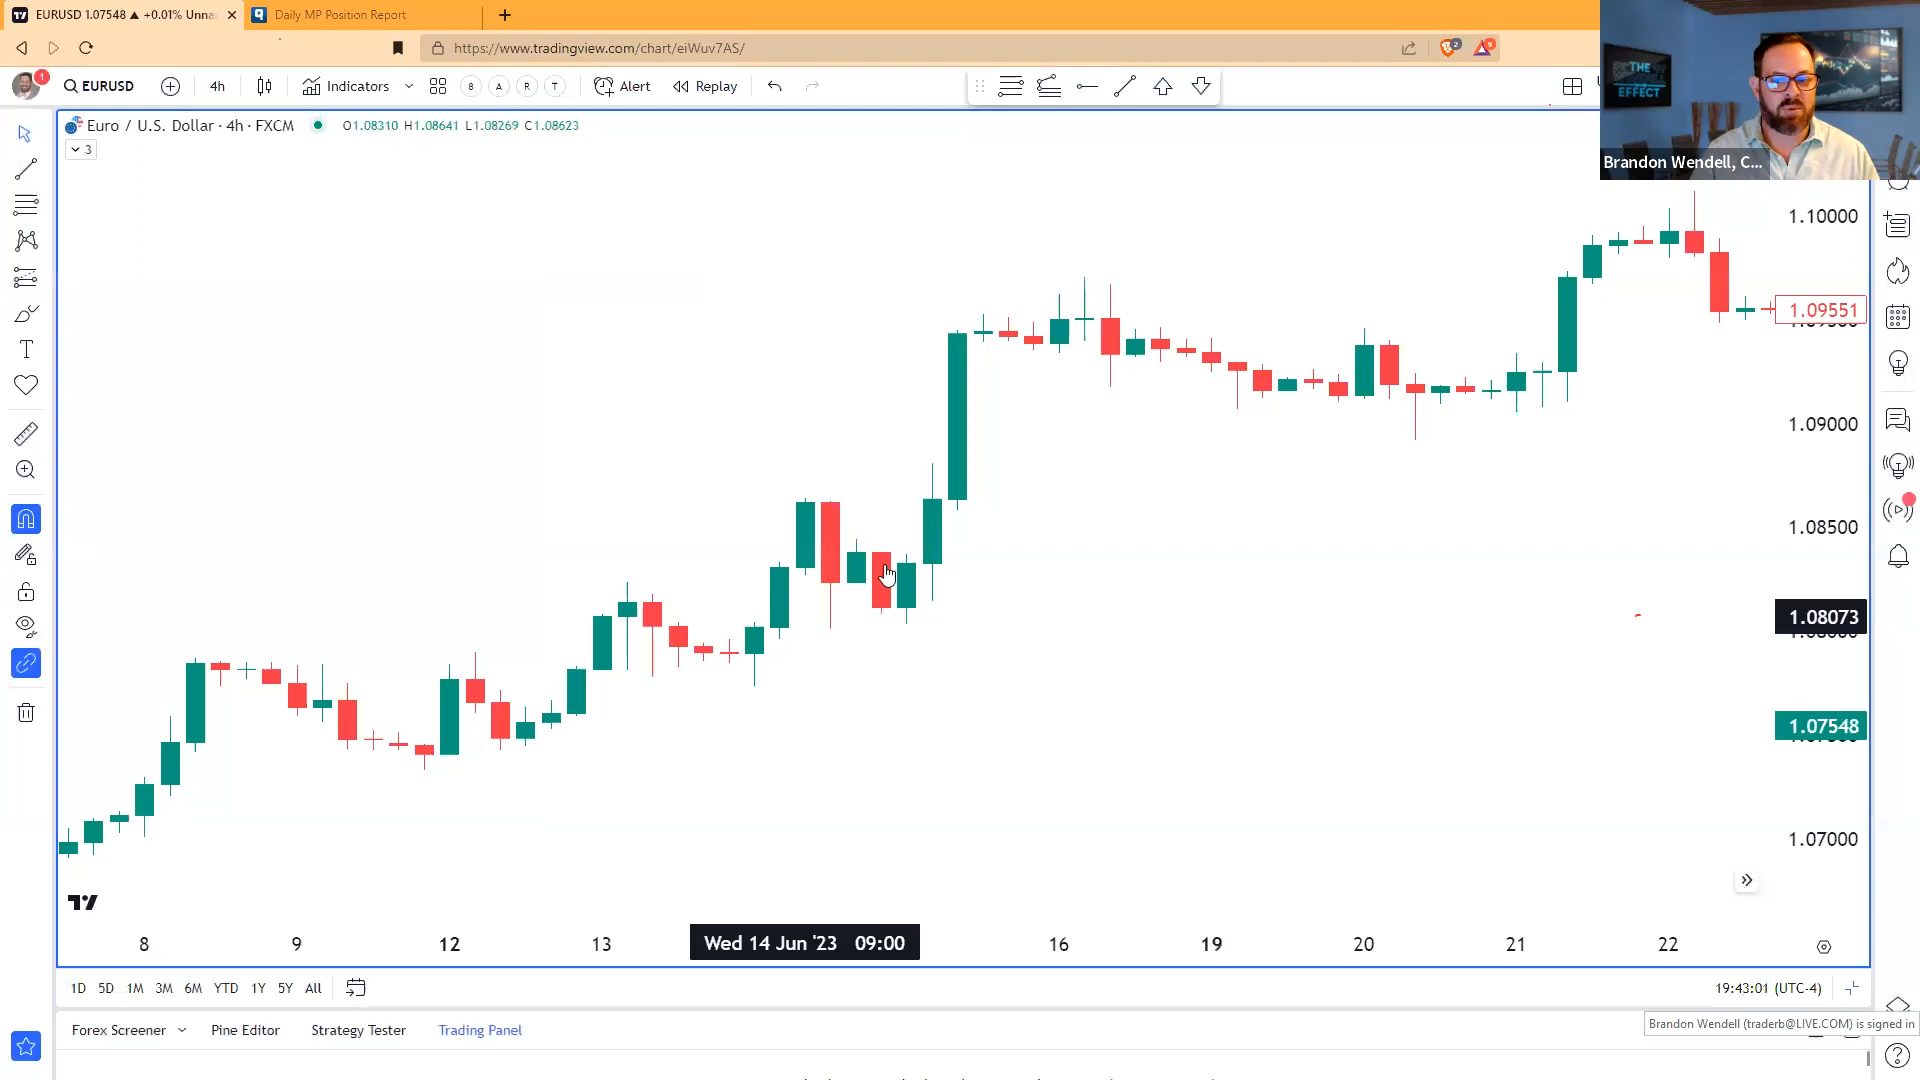 EURUSD 1.07548 ▲ +0.01% Unna
Daily MP Position Report
https://www.tradingview.com/chart/eiWuv7AS/
1
EURUSD
4h
Indicators
8
A
R
T
Alert
Replay
THE
EFFECT
Brandon Wendell, C...
Euro / U.S. Dollar · 4h · FXCM
O1.08310 H1.08641 L1.08269 C1.08623
3
1.10000
1.09551
1.09000
1.08500
1.08073
1.07548
1.07000
8
9
12
13
Wed 14 Jun '23 09:00
16
19
20
21
22
1D
5D
1M
3M
6M
YTD
1Y
5Y
All
19:43:01 (UTC-4)
Forex Screener
Pine Editor
Strategy Tester
Trading Panel
Brandon Wendell (traderb@LIVE.COM) is signed in